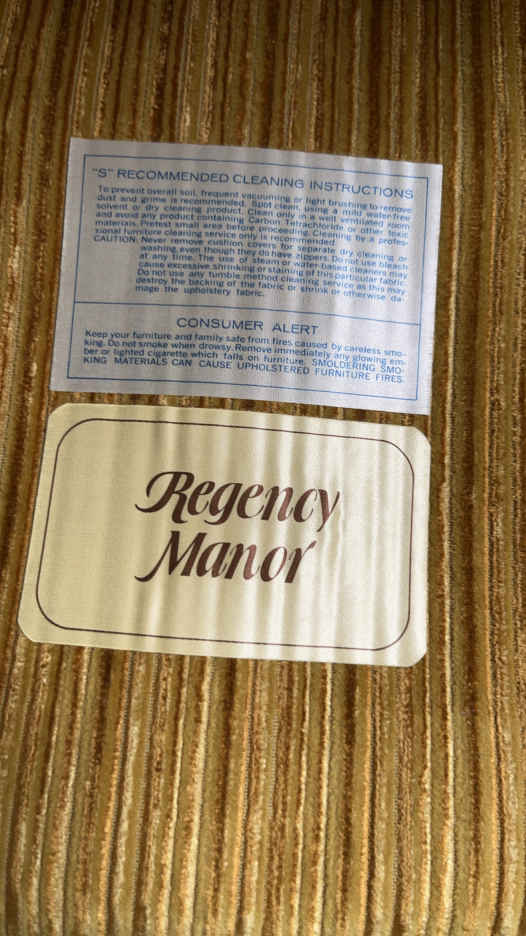 "S" RECOMMENDED CLEANING INSTRUCTIONS
To prevent overall soil, frequent vacuuming or light brushing to remove
dust and grime is recommended. Spot clean, using a mild water-free
solvent or dry cleaning product. Clean only in a well ventilated room
and avoid any product containing Carbon Tetrachloride or other toxic
materials. Pretest small area before proceeding. Cleaning by a profes-
sional furniture cleaning service only is recommended.
CAUTION: Never remove cushion covers for separate dry cleaning or
washing, even though they do have zippers. Do not use bleach
at any time. The use of steam or water-based cleaners may
cause excessive shrinking or staining of this particular fabric.
Do not use any tumble method cleaning service as this may
destroy the backing of the fabric or shrink or otherwise da-
mage the upholstery fabric.
CONSUMER ALERT
Keep your furniture and family safe from fires caused by careless smo-
king. Do not smoke when drowsy. Remove immediately any glowing em-
ber or lighted cigarette which falls on furniture. SMOLDERING SMO-
KING MATERIALS CAN CAUSE UPHOLSTERED FURNITURE FIRES.
Regency
Manor